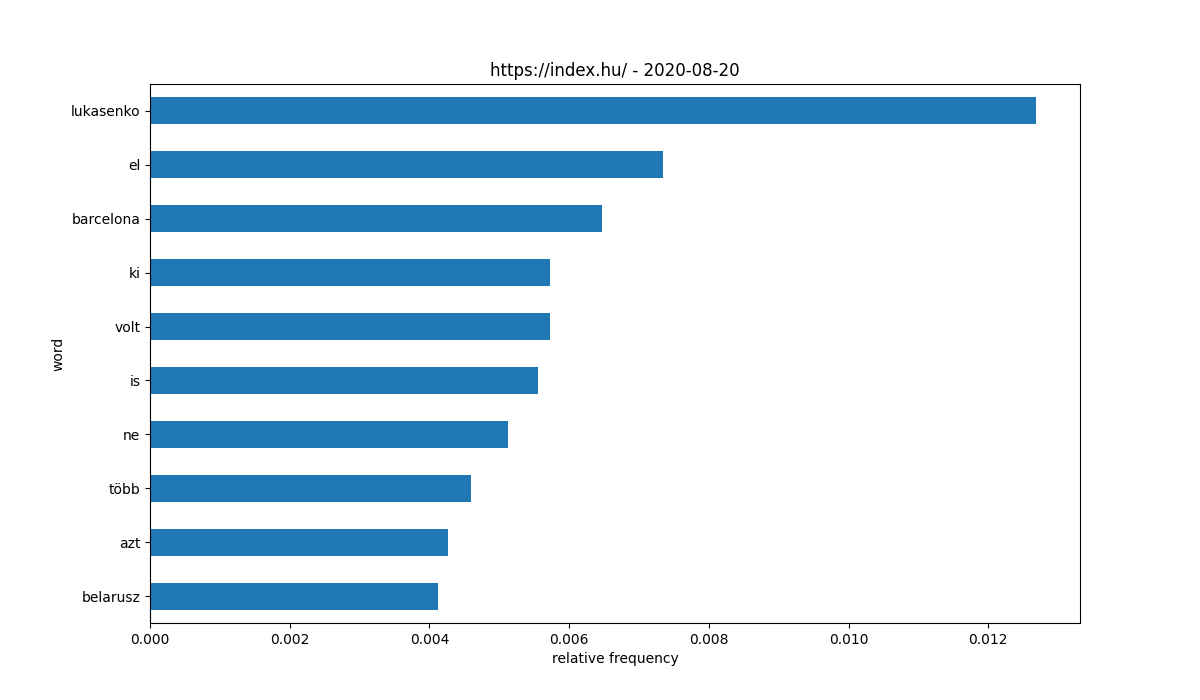 https://index.hu/ - 2020-08-20
lukasenko
el
barcelona
ki
volt
is
ne
több
azt
belarusz
word
0.000 0.002 0.004 0.006 0.008 0.010 0.012
relative frequency